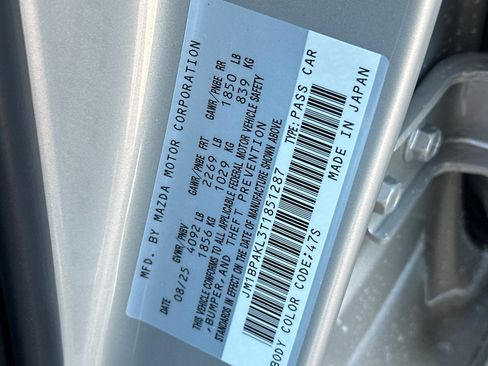 MFD. BY MAZDA MOTOR CORPORATION
08/25 GVWR/PNBV GAWR/PNBE FRT GAWR/PNBE RR
4092 LB 2269 LB 1850 LB
1856 KG 1029 KG 839 KG
THIS VEHICLE CONFORMS TO ALL APPLICABLE FEDERAL MOTOR VEHICLE SAFETY
,BUMPER,AND THEFT PREVENTION
STANDARDS IN EFFECT ON THE DATE OF MANUFACTURE SHOWN ABOVE.
JM1BPAKL3T1851287 TYPE:PASS CAR
BODY COLOR CODE:47S MADE IN JAPAN